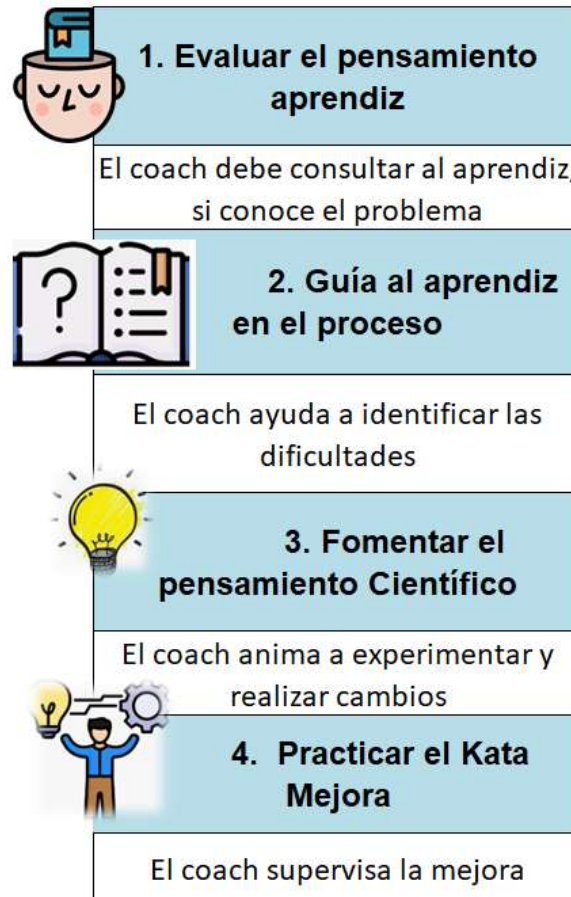 1. Evaluar el pensamiento
aprendiz
El coach debe consultar al aprendiz,
si conoce el problema
?
2. Guía al aprendiz
en el proceso
El coach ayuda a identificar las
dificultades
3. Fomentar el
pensamiento Científico
El coach anima a experimentar y
realizar cambios
4. Practicar el Kata
Mejora
El coach supervisa la mejora